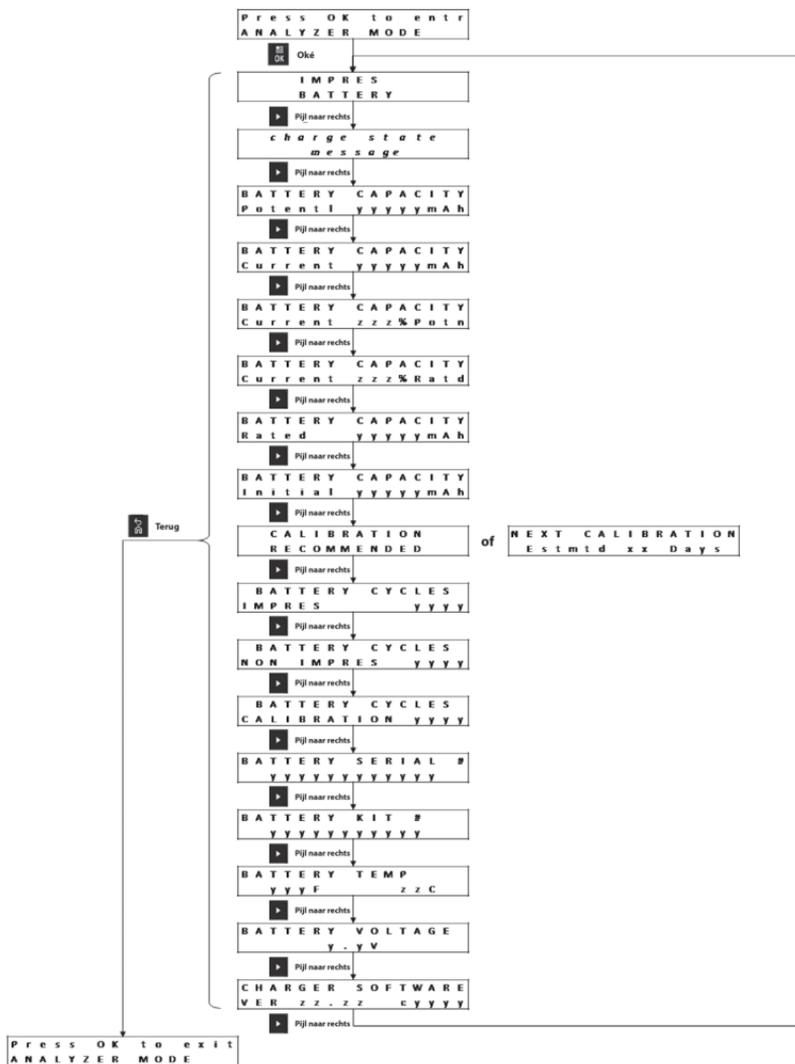 Press OK to entr
ANALYZER MODE
OK
Oké
IMPRES
BATTERY
Pijl naar rechts
charge state
message
Pijl naar rechts
BATTERY CAPACITY
Potentl yyyyymAh
Pijl naar rechts
BATTERY CAPACITY
Current yyyyymAh
Pijl naar rechts
BATTERY CAPACITY
Current zzz%Potn
Pijl naar rechts
BATTERY CAPACITY
Current zzz%Ratd
Pijl naar rechts
BATTERY CAPACITY
Rated yyyyymAh
Pijl naar rechts
BATTERY CAPACITY
Initial yyyyymAh
Pijl naar rechts
Terug
CALIBRATION
RECOMMENDED
of
NEXT CALIBRATION
Estmtd xx Days
Pijl naar rechts
BATTERY CYCLES
IMPRES yyyy
Pijl naar rechts
BATTERY CYCLES
NON IMPRES yyyy
Pijl naar rechts
BATTERY CYCLES
CALIBRATION yyyy
Pijl naar rechts
BATTERY SERIAL #
yyyyyyyyyyyy
Pijl naar rechts
BATTERY KIT #
yyyyyyyyyyy
Pijl naar rechts
BATTERY TEMP
yyyF zzC
Pijl naar rechts
BATTERY VOLTAGE
y.yV
Pijl naar rechts
CHARGER SOFTWARE
VER zz.zz cyyyy
Pijl naar rechts
Press OK to exit
ANALYZER MODE